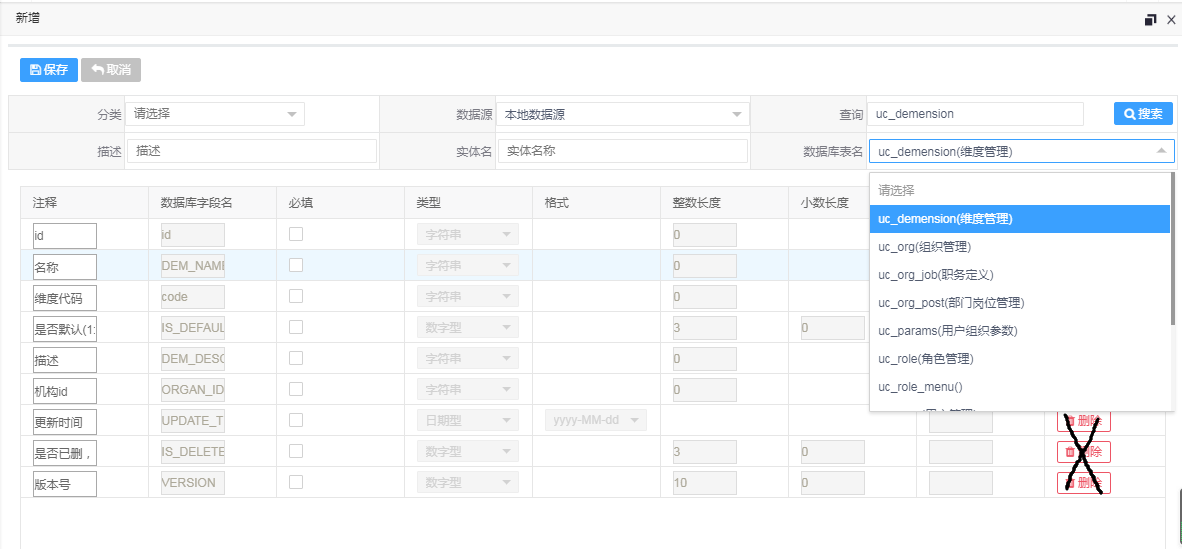 新增
保存 取消
分类 请选择 数据源 本地数据源 查询 uc_demension 搜索
描述 描述 实体名 实体名称 数据库表名 uc_demension(维度管理)
请选择
uc_demension(维度管理)
uc_org(组织管理)
uc_org_job(职务定义)
uc_org_post(部门岗位管理)
uc_params(用户组织参数)
uc_role(角色管理)
uc_role_menu()
注释 数据库字段名 必填 类型 格式 整数长度 小数长度
id id 字符串 0
名称 DEM_NAME 字符串 0
维度代码 code 字符串 0
是否默认(1: IS_DEFAUL 数字型 3 0
描述 DEM_DESC 字符串 0
机构id ORGAN_ID 字符串 0
更新时间 UPDATE_T 日期型 yyyy-MM-dd 删除
是否已删， IS_DELETE 数字型 3 0 删除
版本号 VERSION 数字型 10 0 删除